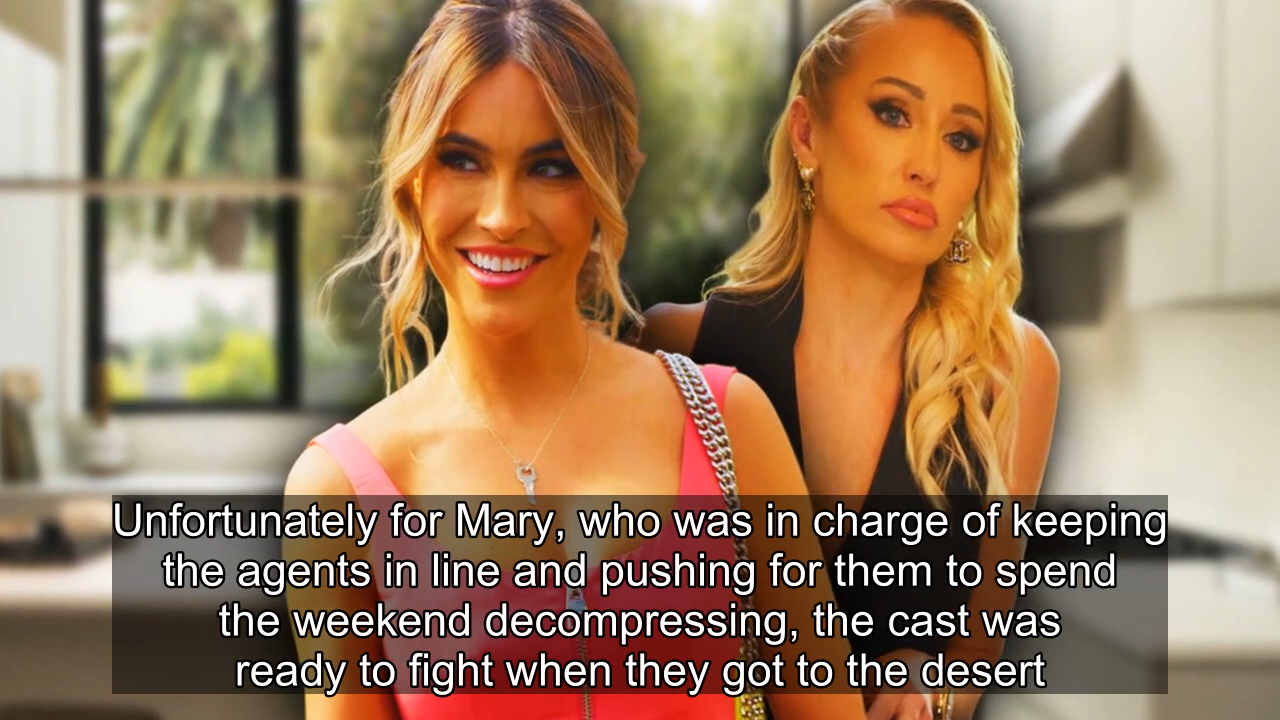 Unfortunately for Mary, who was in charge of keeping
the agents in line and pushing for them to spend
the weekend decompressing, the cast was
ready to fight when they got to the desert